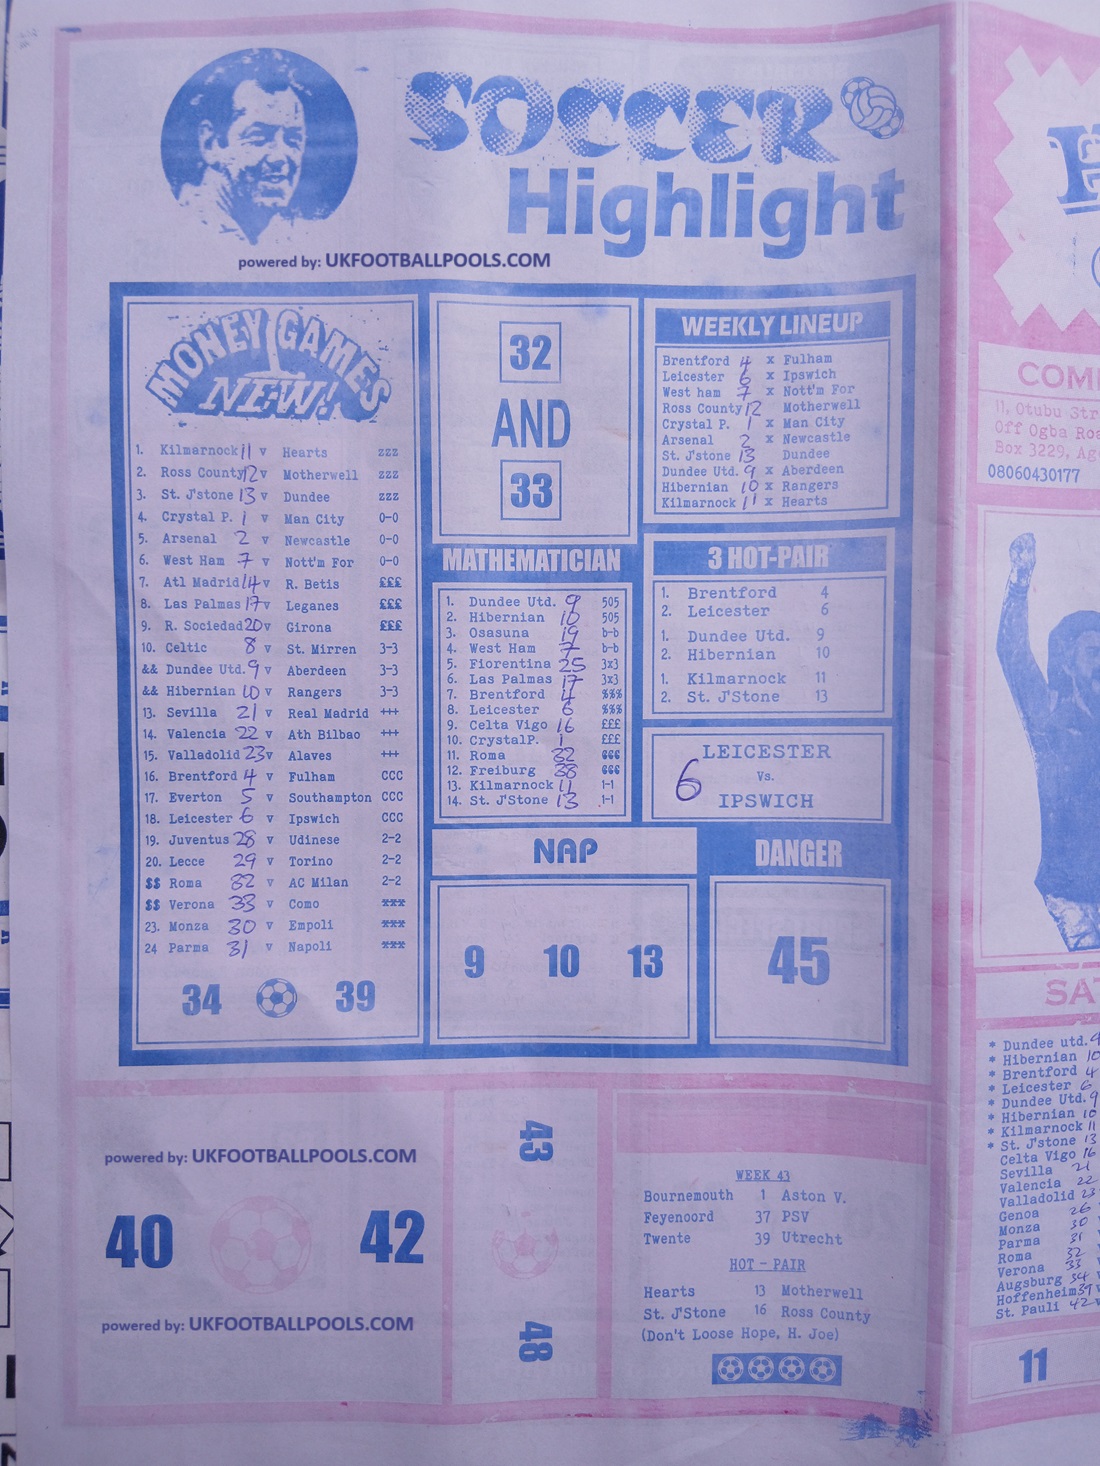 SOCCER
Highlight
powered by: UKFOOTBALLPOOLS.COM
MONEY GAMES
NEW!
1. Kilmarnock 11 v Hearts zzz
2. Ross County 12 v Motherwell zzz
3. St. J'stone 13 v Dundee zzz
4. Crystal P. 1 v Man City 0-0
5. Arsenal 2 v Newcastle 0-0
6. West Ham 7 v Nott'm For 0-0
7. Atl Madrid 14 v R. Betis £££
8. Las Palmas 17 v Leganes £££
9. R. Sociedad 20 v Girona £££
10. Celtic 8 v St. Mirren 3-3
&& Dundee Utd. 9 v Aberdeen 3-3
&& Hibernian 10 v Rangers 3-3
13. Sevilla 21 v Real Madrid +++
14. Valencia 22 v Ath Bilbao +++
15. Valladolid 23 v Alaves +++
16. Brentford 4 v Fulham CCC
17. Everton 5 v Southampton CCC
18. Leicester 6 v Ipswich CCC
19. Juventus 28 v Udinese 2-2
20. Lecce 29 v Torino 2-2
$$ Roma 32 v AC Milan 2-2
$$ Verona 33 v Como ***
23. Monza 30 v Empoli ***
24 Parma 31 v Napoli ***
34 39
32
AND
33
MATHEMATICIAN
1. Dundee Utd. 9 505
2. Hibernian 10 505
3. Osasuna 19 b-b
4. West Ham 7 b-b
5. Fiorentina 25 3x3
6. Las Palmas 17 3x3
7. Brentford 4 %%%
8. Leicester 6 %%%
9. Celta Vigo 16 £££
10. CrystalP. 1 £££
11. Roma 32
12. Freiburg 38
13. Kilmarnock 11 1-1
14. St. J'Stone 13 1-1
WEEKLY LINEUP
Brentford 4 x Fulham
Leicester 6 x Ipswich
West ham 7 x Nott'm For
Ross County 12 Motherwell
Crystal P. 1 x Man City
Arsenal 2 x Newcastle
St. J'stone 13 Dundee
Dundee Utd. 9 x Aberdeen
Hibernian 10 x Rangers
Kilmarnock 11 x Hearts
3 HOT-PAIR
1. Brentford 4
2. Leicester 6
1. Dundee Utd. 9
2. Hibernian 10
1. Kilmarnock 11
2. St. J'Stone 13
LEICESTER
6 Vs.
IPSWICH
NAP
9 10 13
DANGER
45
powered by: UKFOOTBALLPOOLS.COM
40 42
powered by: UKFOOTBALLPOOLS.COM
43
48
WEEK 43
Bournemouth 1 Aston V.
Feyenoord 37 PSV
Twente 39 Utrecht
HOT - PAIR
Hearts 13 Motherwell
St. J'Stone 16 Ross County
(Don't Loose Hope, H. Joe)
COM
11, Otubu Str
Off Ogba Roa
Box 3229, Ag
08060430177
SAT
* Dundee utd. 9
* Hibernian 10
* Brentford 4
* Leicester 6
* Dundee Utd. 9
* Hibernian 10
* Kilmarnock 11
* St. J'stone 13
Celta Vigo 16
Sevilla 21
Valencia 22
Valladolid 23
Genoa 26
Monza 30
Parma 31
Roma 32
Verona 33
Augsburg 34
Hoffenheim 39
St. Pauli 42
11